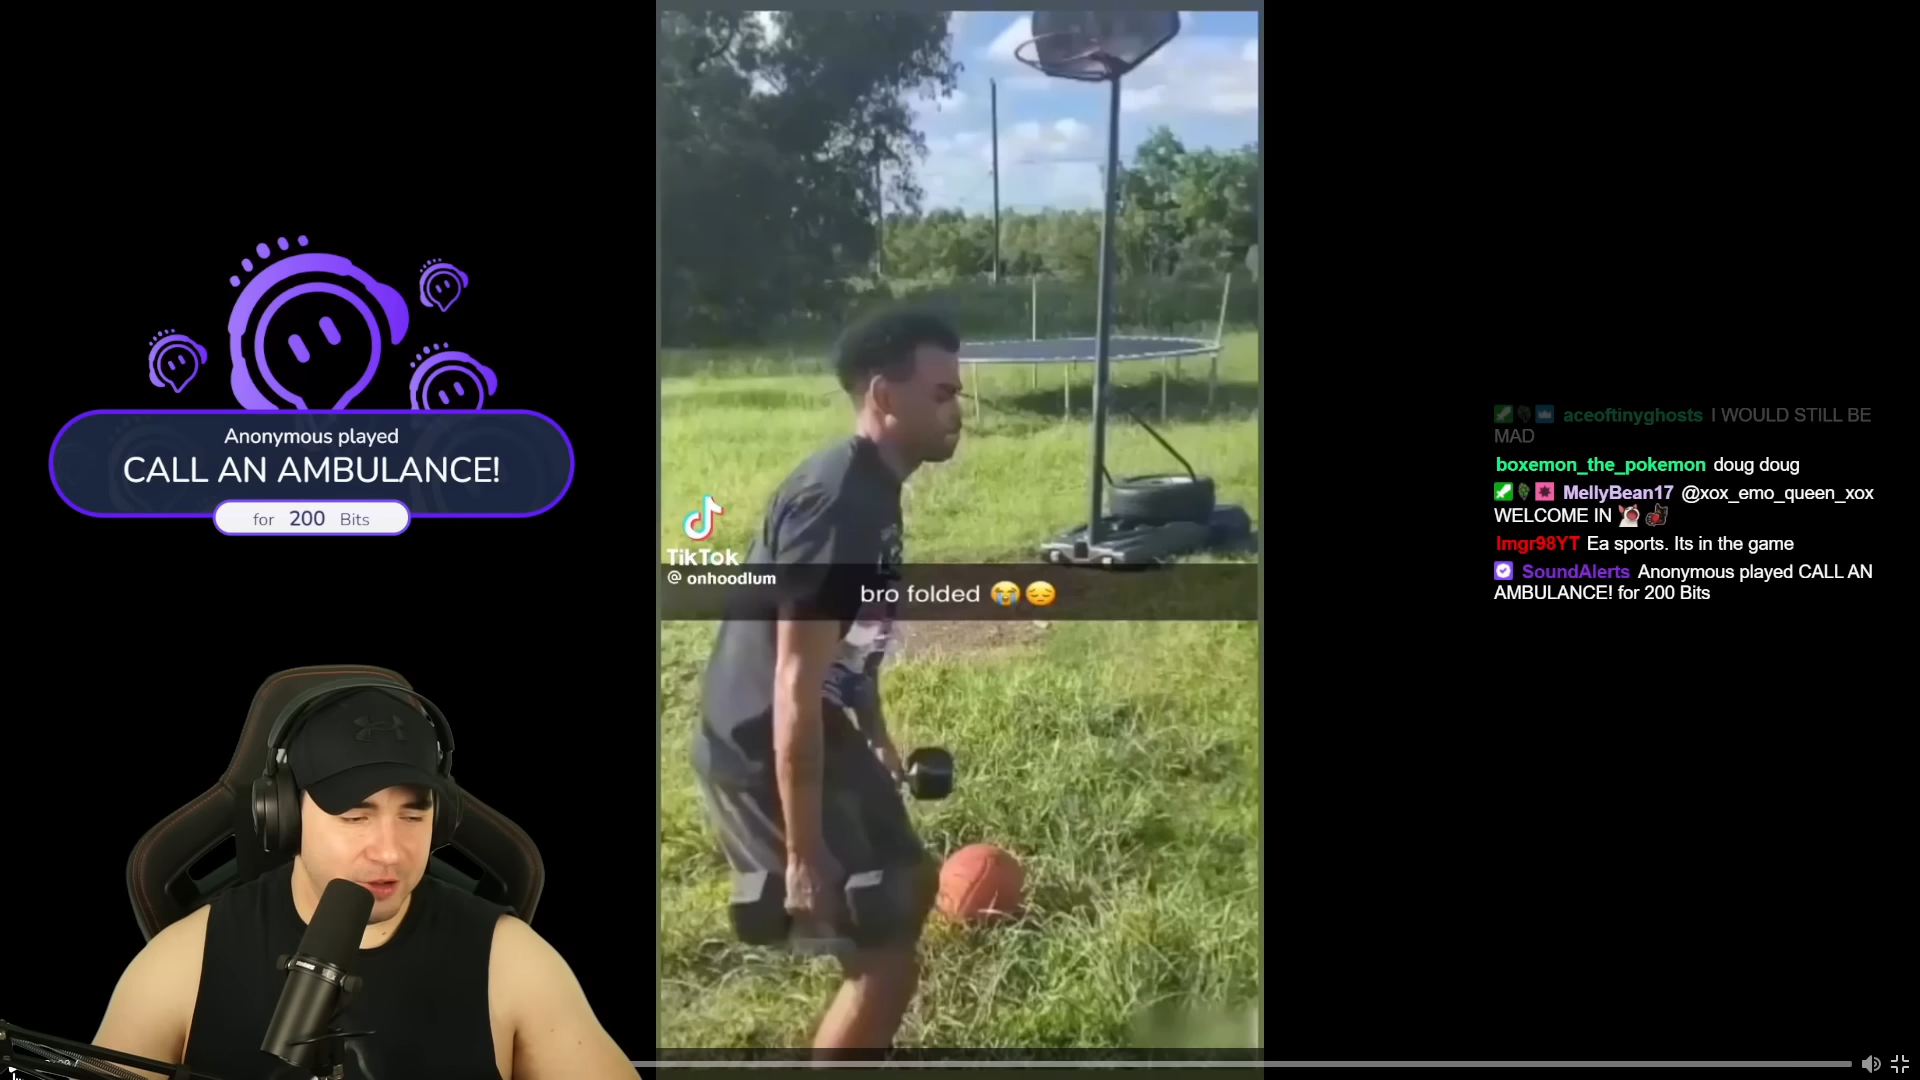 Anonymous played
CALL AN AMBULANCE!
for 200 Bits
TikTok
@ onhoodlum
bro folded 😭😔
aceoftinyghosts I WOULD STILL BE
MAD
boxemon_the_pokemon doug doug
MellyBean17 @xox_emo_queen_xox
WELCOME IN
lmgr98YT Ea sports. Its in the game
SoundAlerts Anonymous played CALL AN
AMBULANCE! for 200 Bits